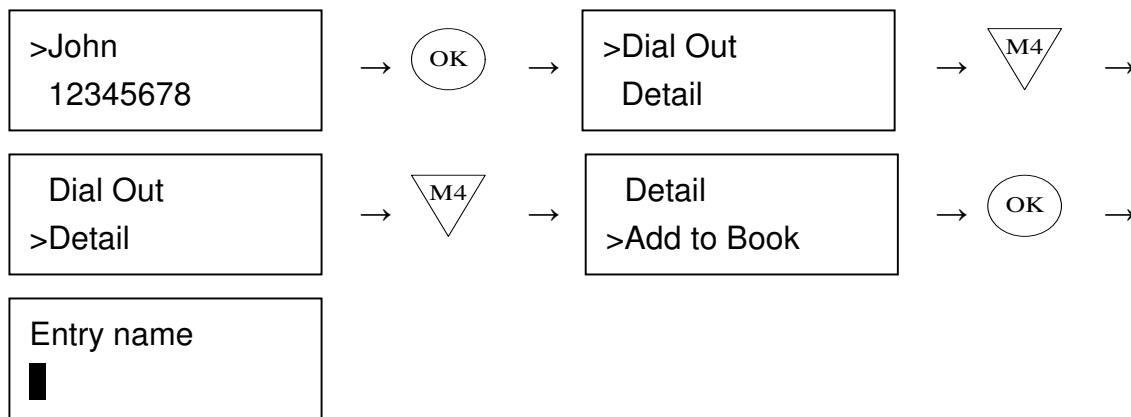 >John
12345678
→ OK →
>Dial Out
Detail
→ M4 →
Dial Out
>Detail
→ M4 →
Detail
>Add to Book
→ OK →
Entry name